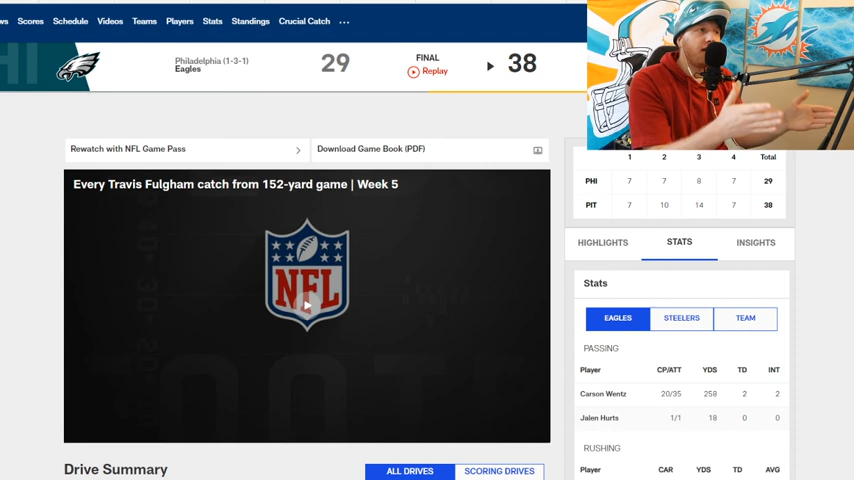 ws Scores Schedule Videos Teams Players Stats Standings Crucial Catch ...
HI
Philadelphia (1-3-1)
Eagles
29
FINAL
Replay
38
Rewatch with NFL Game Pass
Download Game Book (PDF)
Every Travis Fulgham catch from 152-yard game | Week 5
NFL
1 2 3 4 Total
PHI 7 7 8 7 29
PIT 7 10 14 7 38
HIGHLIGHTS STATS INSIGHTS
Stats
EAGLES STEELERS TEAM
PASSING
Player CP/ATT YDS TD INT
Carson Wentz 20/35 258 2 2
Jalen Hurts 1/1 18 0 0
RUSHING
Player CAR YDS TD AVG
Drive Summary
ALL DRIVES SCORING DRIVES